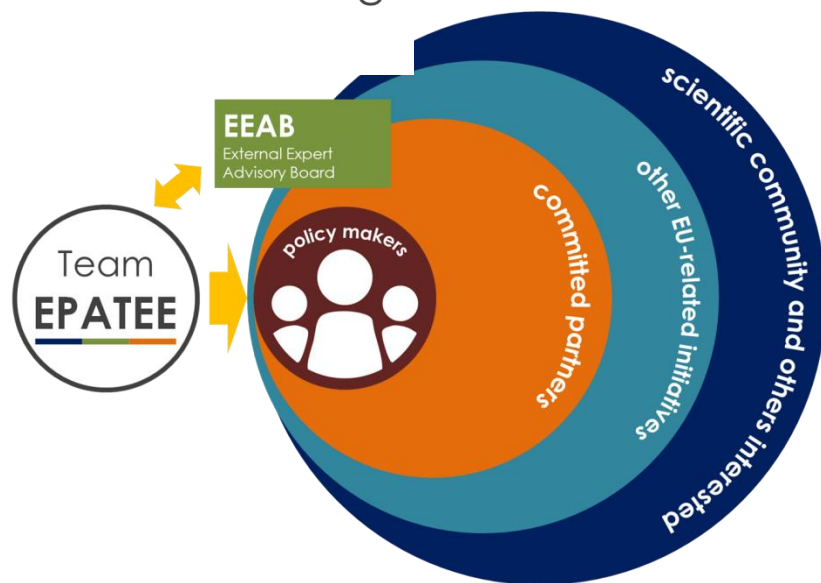 EEAB
External Expert
Advisory Board
Team
EPATEE
policy makers
committed partners
other EU-related initiatives
scientific community and others interested